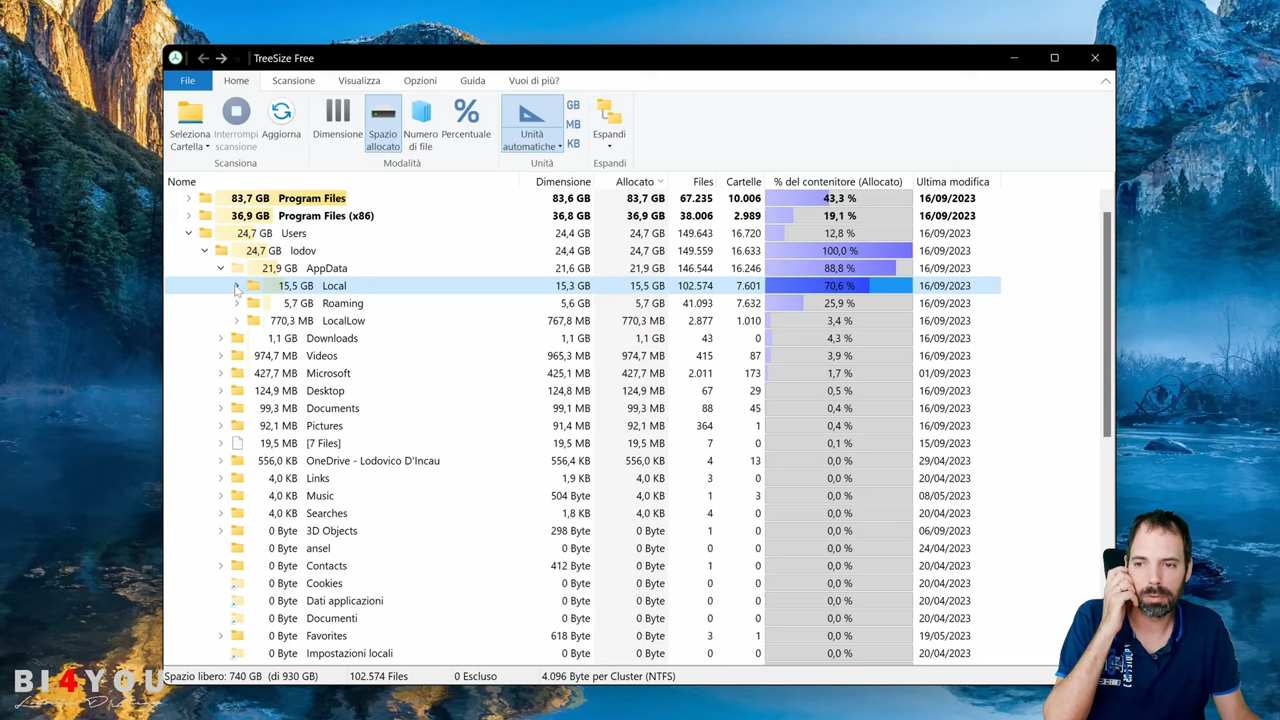 TreeSize Free
File Home Scansione Visualizza Opzioni Guida Vuoi di più?
Seleziona Cartella
Interrompi scansione
Aggiorna
Dimensione
Spazio allocato
Numero di file
Percentuale
Unità automatiche
GB
MB
KB
Espandi
Scansiona Modalità Unità Espandi
Nome Dimensione Allocato Files Cartelle % del contenitore (Allocato) Ultima modifica
83,7 GB Program Files 83,6 GB 83,7 GB 67.235 10.006 43,3 % 16/09/2023
36,9 GB Program Files (x86) 36,8 GB 36,9 GB 38.006 2.989 19,1 % 16/09/2023
24,7 GB Users 24,4 GB 24,7 GB 149.643 16.720 12,8 % 16/09/2023
24,7 GB lodov 24,4 GB 24,7 GB 149.559 16.633 100,0 % 16/09/2023
21,9 GB AppData 21,6 GB 21,9 GB 146.544 16.246 88,8 % 16/09/2023
15,5 GB Local 15,3 GB 15,5 GB 102.574 7.601 70,6 % 16/09/2023
5,7 GB Roaming 5,6 GB 5,7 GB 41.093 7.632 25,9 % 16/09/2023
770,3 MB LocalLow 767,8 MB 770,3 MB 2.877 1.010 3,4 % 16/09/2023
1,1 GB Downloads 1,1 GB 1,1 GB 43 0 4,3 % 16/09/2023
974,7 MB Videos 965,3 MB 974,7 MB 415 87 3,9 % 16/09/2023
427,7 MB Microsoft 425,1 MB 427,7 MB 2.011 173 1,7 % 01/09/2023
124,9 MB Desktop 124,8 MB 124,9 MB 67 29 0,5 % 16/09/2023
99,3 MB Documents 99,1 MB 99,3 MB 88 45 0,4 % 16/09/2023
92,1 MB Pictures 91,4 MB 92,1 MB 364 1 0,4 % 16/09/2023
19,5 MB [7 Files] 19,5 MB 19,5 MB 7 0 0,1 % 15/09/2023
556,0 KB OneDrive - Lodovico D'Incau 556,4 KB 556,0 KB 4 13 0,0 % 29/04/2023
4,0 KB Links 1,9 KB 4,0 KB 3 0 0,0 % 20/04/2023
4,0 KB Music 504 Byte 4,0 KB 1 3 0,0 % 08/05/2023
4,0 KB Searches 1,8 KB 4,0 KB 4 0 0,0 % 20/04/2023
0 Byte 3D Objects 298 Byte 0 Byte 1 0 0,0 % 06/09/2023
0 Byte ansel 0 Byte 0 Byte 0 0 0,0 % 24/04/2023
0 Byte Contacts 412 Byte 0 Byte 1 0 0,0 % 20/04/2023
0 Byte Cookies 0 Byte 0 Byte 0 0 0,0 % 20/04/2023
0 Byte Dati applicazioni 0 Byte 0 Byte 0 0 0,0 % 20/04/2023
0 Byte Documenti 0 Byte 0 Byte 0 0 0,0 % 20/04/2023
0 Byte Favorites 618 Byte 0 Byte 3 1 0,0 % 19/05/2023
0 Byte Impostazioni locali 0 Byte 0 Byte 0 0 0,0 % 20/04/2023
Spazio libero: 740 GB (di 930 GB) 102.574 Files 0 Escluso 4.096 Byte per Cluster (NTFS)
BI4YOU